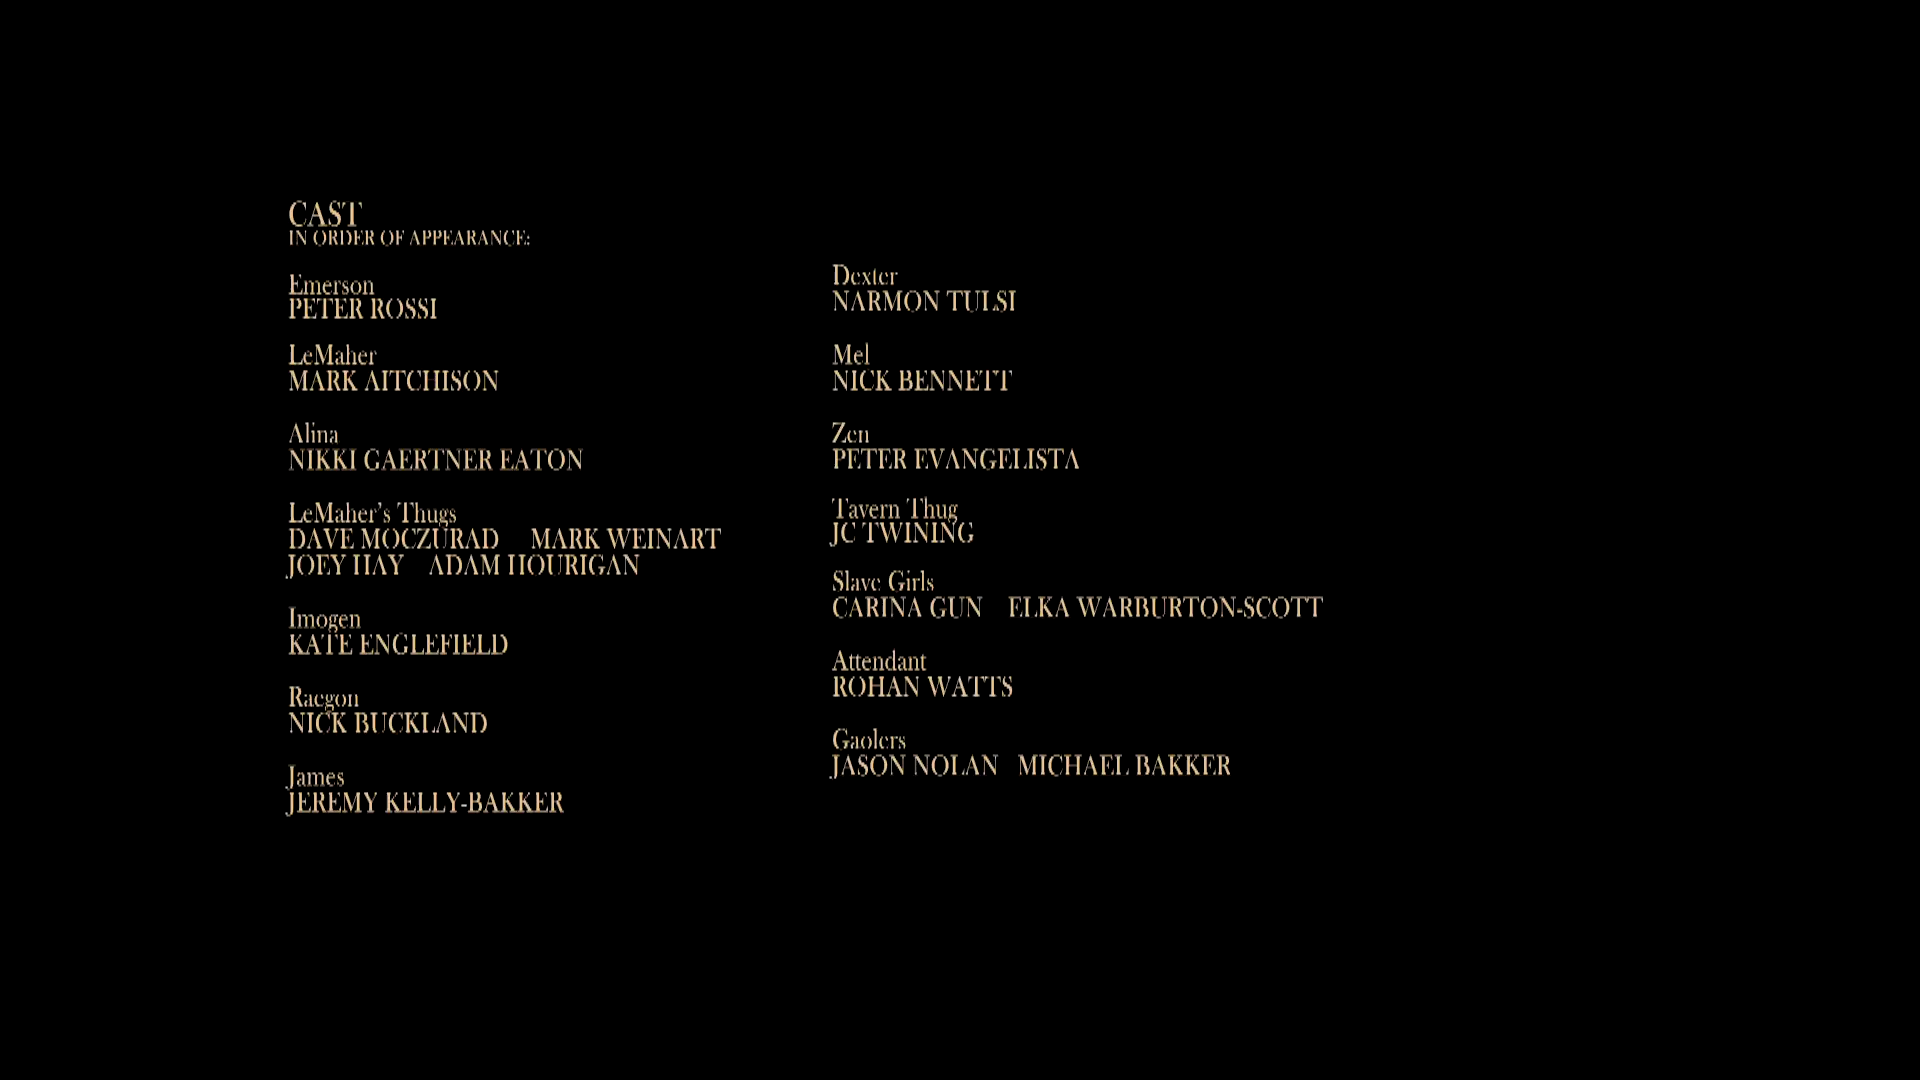 CAST
IN ORDER OF APPEARANCE:
Emerson
PETER ROSSI
LeMaher
MARK AITCHISON
Alina
NIKKI GAERTNER EATON
LeMaher's Thugs
DAVE MOCZURAD MARK WEINART
JOEY HAY ADAM HOURIGAN
Imogen
KATE ENGLEFIELD
Raegon
NICK BUCKLAND
James
JEREMY KELLY-BAKKER
Dexter
NARMON TULSI
Mel
NICK BENNETT
Zen
PETER EVANGELISTA
Tavern Thug
JC TWINING
Slave Girls
CARINA GUN ELKA WARBURTON-SCOTT
Attendant
ROHAN WATTS
Gaolers
JASON NOLAN MICHAEL BAKKER